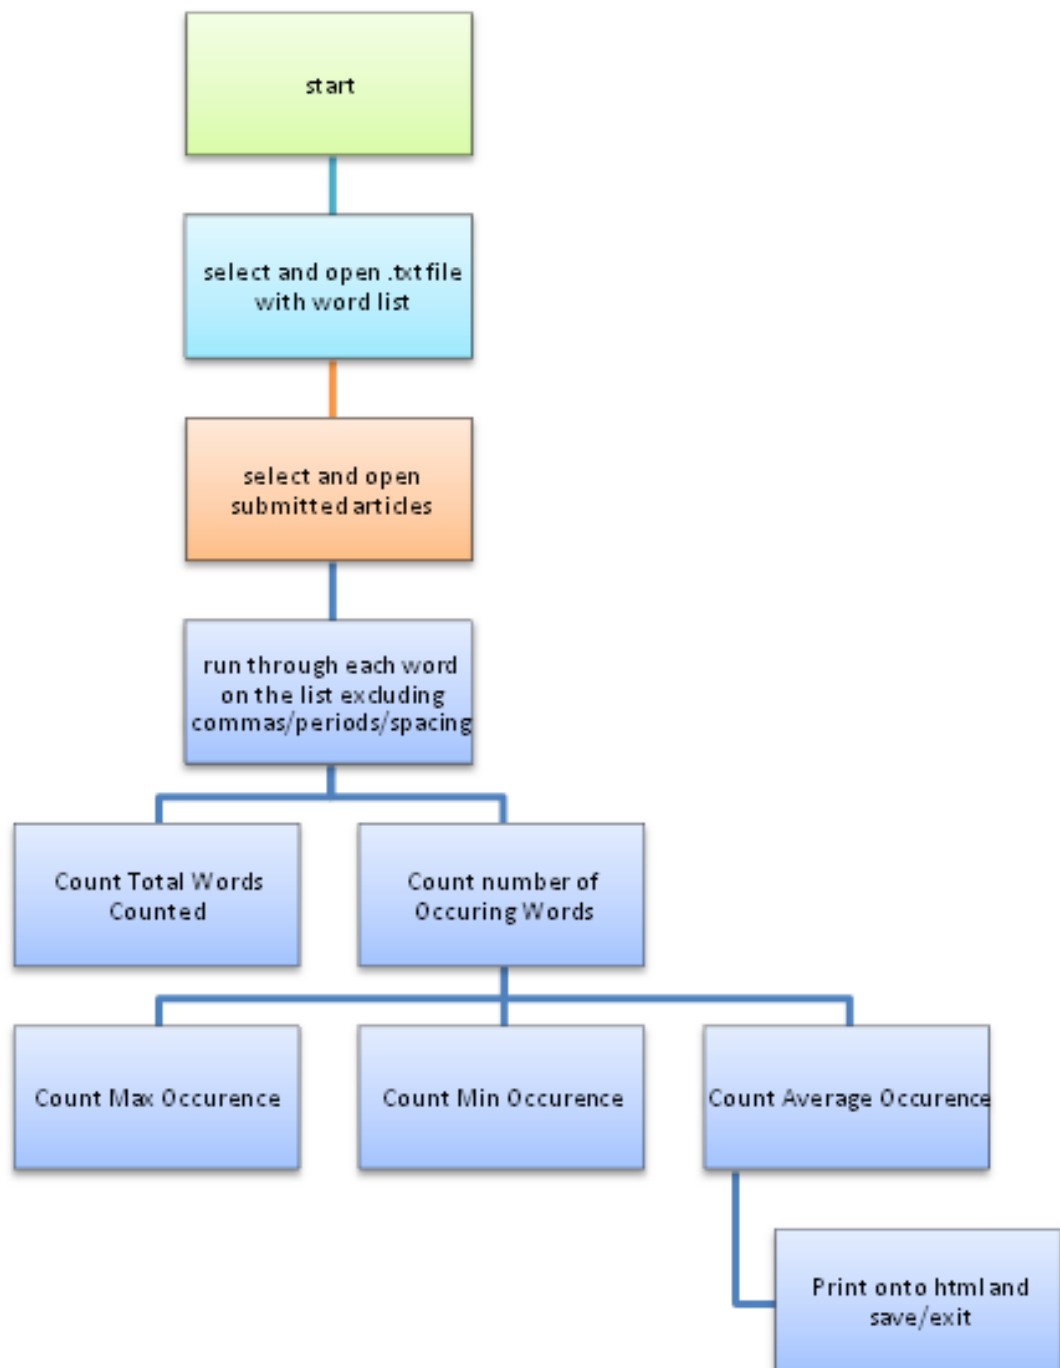 start
select and open .txt file
with word list
select and open
submitted articles
run through each word
on the list excluding
commas/periods/spacing
Count Total Words
Counted
Count number of
Occuring Words
Count Max Occurence
Count Min Occurence
Count Average Occurence
Print onto html and
save/exit